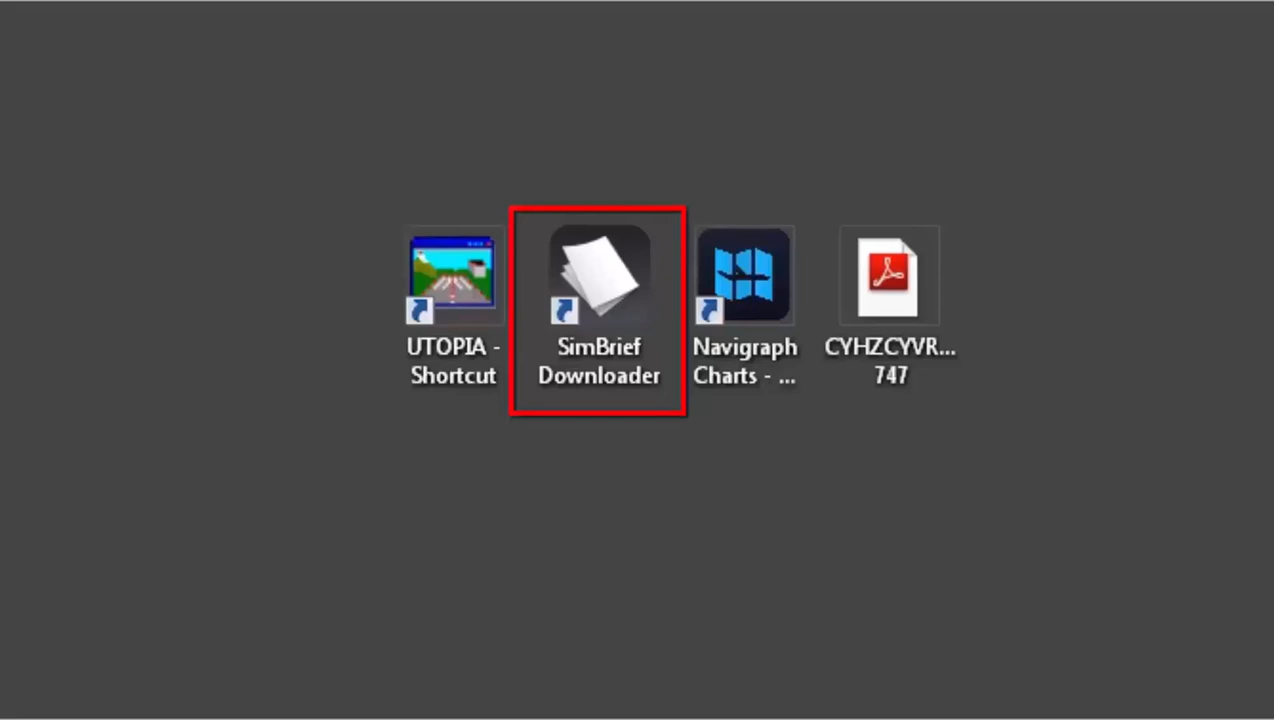 UTOPIA -
Shortcut
SimBrief
Downloader
Navigraph
Charts - ...
CYHZCYVR...
747